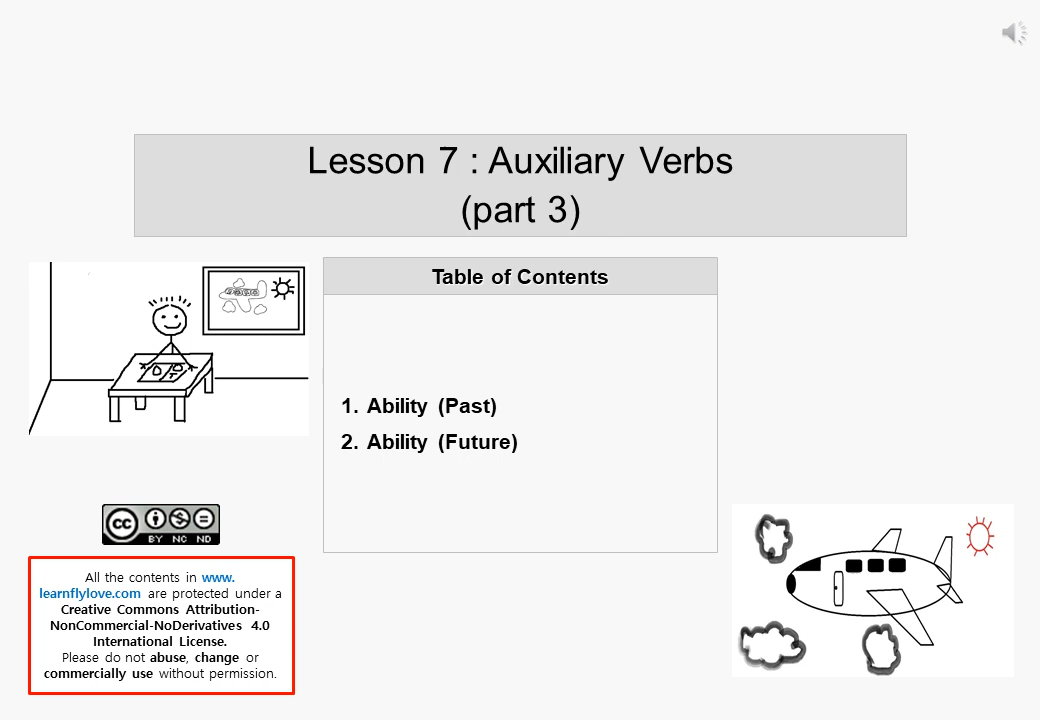 Lesson 7 : Auxiliary Verbs
(part 3)
Table of Contents
1. Ability (Past)
2. Ability (Future)
cc
BY NC ND
All the contents in www.
learnflylove.com are protected under a
Creative Commons Attribution-
NonCommercial-NoDerivatives 4.0
International License.
Please do not abuse, change or
commercially use without permission.